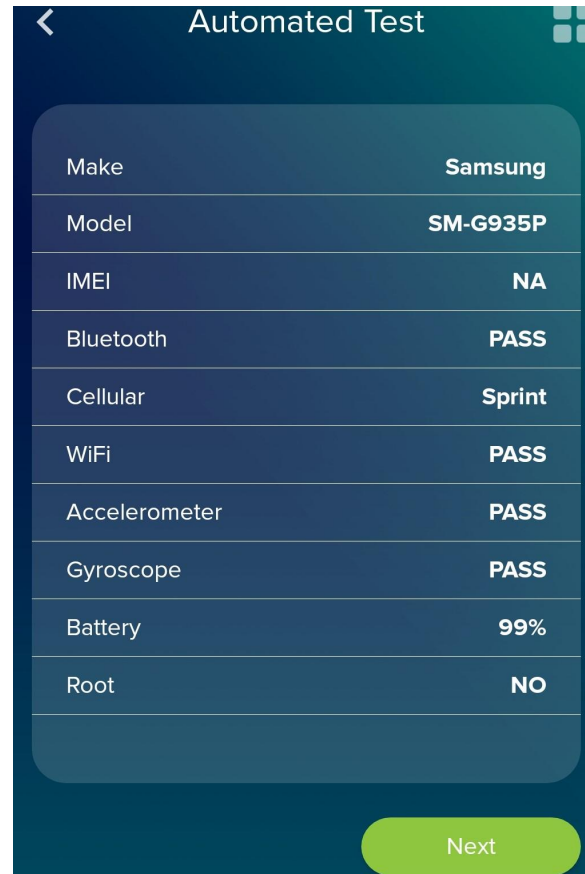 Automated Test
Make Samsung
Model SM-G935P
IMEI NA
Bluetooth PASS
Cellular Sprint
WiFi PASS
Accelerometer PASS
Gyroscope PASS
Battery 99%
Root NO
Next